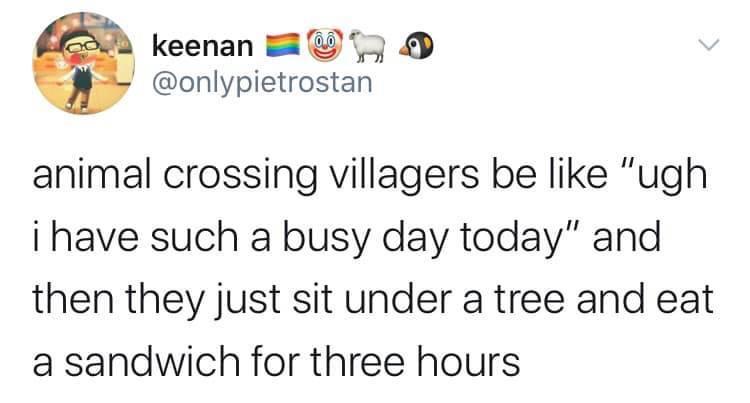 keenan 🏳️‍🌈🤡🐑🐧
@onlypietrostan
animal crossing villagers be like “ugh
i have such a busy day today” and
then they just sit under a tree and eat
a sandwich for three hours